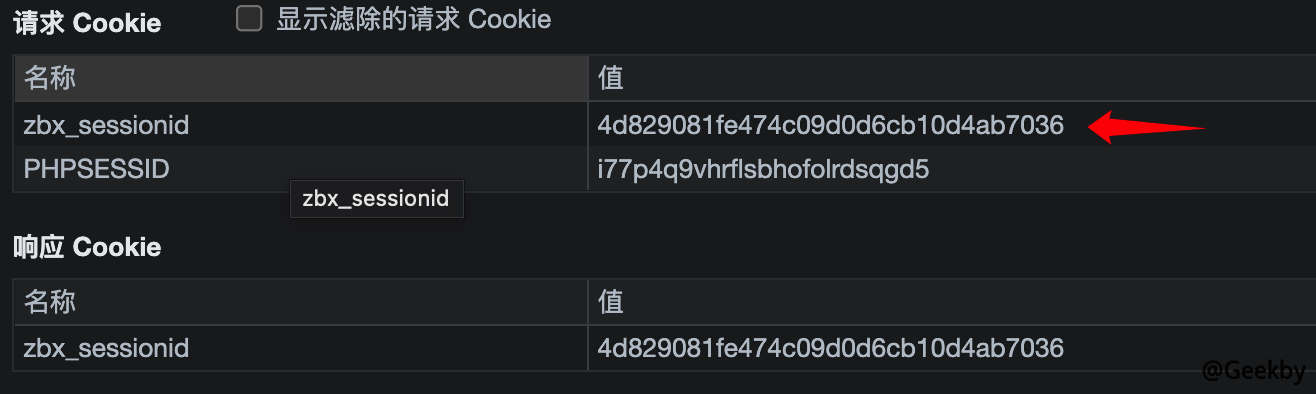 请求 Cookie 显示滤除的请求 Cookie
名称 值
zbx_sessionid 4d829081fe474c09d0d6cb10d4ab7036
PHPSESSID i77p4q9vhrflsbhofolrdsqgd5
zbx_sessionid
响应 Cookie
名称 值
zbx_sessionid 4d829081fe474c09d0d6cb10d4ab7036
@Geekby